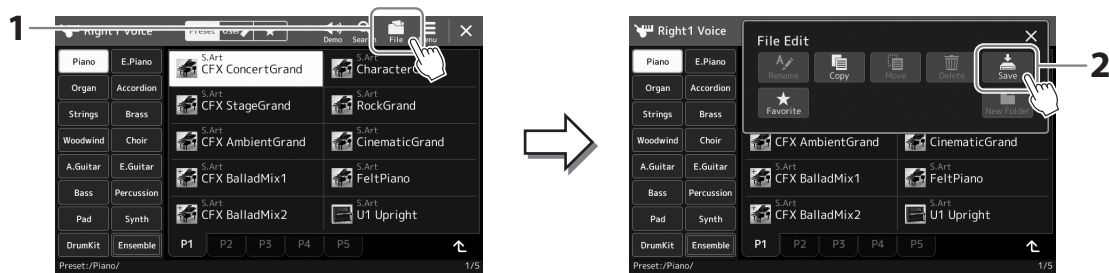 1
Right1 Voice
Preset User
Demo Search File Menu
Piano E.Piano
Organ Accordion
Strings Brass
Woodwind Choir
A.Guitar E.Guitar
Bass Percussion
Pad Synth
DrumKit Ensemble
S.Art
CFX ConcertGrand
S.Art
CFX StageGrand
S.Art
CFX AmbientGrand
S.Art
CFX BalladMix1
S.Art
CFX BalladMix2
S.Art
S.Art
RockGrand
S.Art
CinematicGrand
S.Art
FeltPiano
S.Art
U1 Upright
P1 P2 P3 P4 P5
Preset:/Piano/ 1/5
Right1 Voice
Piano E.Piano
Organ Accordion
Strings Brass
Woodwind Choir
A.Guitar E.Guitar
Bass Percussion
Pad Synth
DrumKit Ensemble
File Edit
Rename Copy Move Delete Save
Favorite New Folder
2
CFX AmbientGrand
S.Art
CFX BalladMix1
S.Art
CFX BalladMix2
CinematicGrand
S.Art
FeltPiano
S.Art
U1 Upright
P1 P2 P3 P4 P5
Preset:/Piano/ 1/5